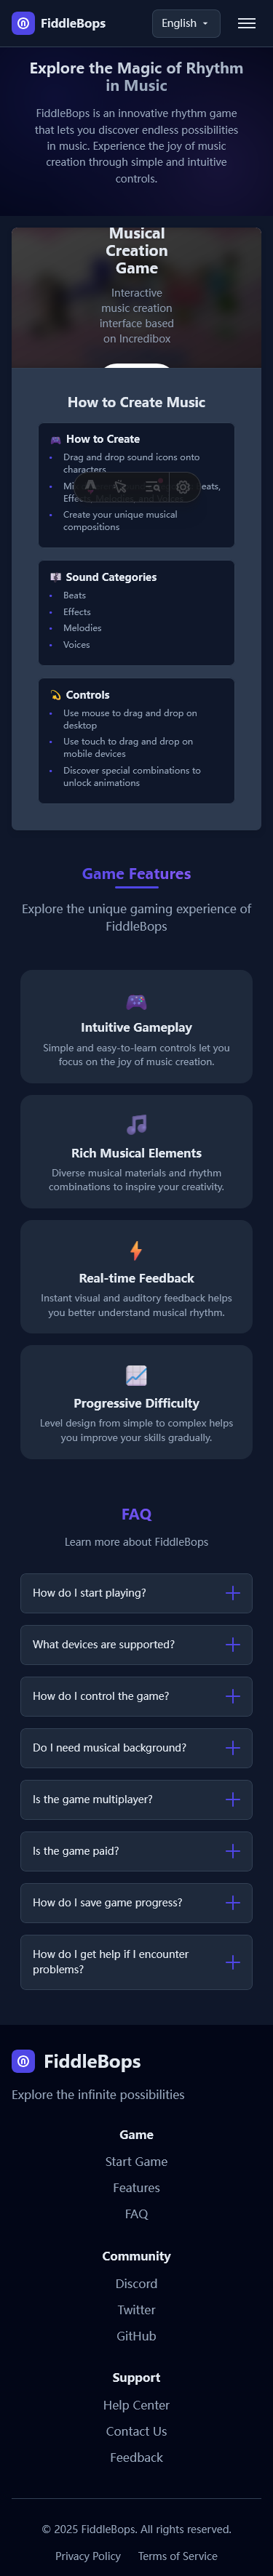 FiddleBops
English
Explore the Magic of Rhythm
in Music
FiddleBops is an innovative rhythm game
that lets you discover endless possibilities
in music. Experience the joy of music
creation through simple and intuitive
controls.
Musical
Creation
Game
Interactive
music creation
interface based
on Incredibox
How to Create Music
How to Create
Drag and drop sound icons onto
characters
eats,
Create your unique musical
compositions
Sound Categories
Beats
Effects
Melodies
Voices
Controls
Use mouse to drag and drop on
desktop
Use touch to drag and drop on
mobile devices
Discover special combinations to
unlock animations
Game Features
Explore the unique gaming experience of
FiddleBops
Intuitive Gameplay
Simple and easy-to-learn controls let you
focus on the joy of music creation.
Rich Musical Elements
Diverse musical materials and rhythm
combinations to inspire your creativity.
Real-time Feedback
Instant visual and auditory feedback helps
you better understand musical rhythm.
Progressive Difficulty
Level design from simple to complex helps
you improve your skills gradually.
FAQ
Learn more about FiddleBops
How do I start playing?
What devices are supported?
How do I control the game?
Do I need musical background?
Is the game multiplayer?
Is the game paid?
How do I save game progress?
How do I get help if I encounter
problems?
FiddleBops
Explore the infinite possibilities
Game
Start Game
Features
FAQ
Community
Discord
Twitter
GitHub
Support
Help Center
Contact Us
Feedback
© 2025 FiddleBops. All rights reserved.
Privacy Policy
Terms of Service